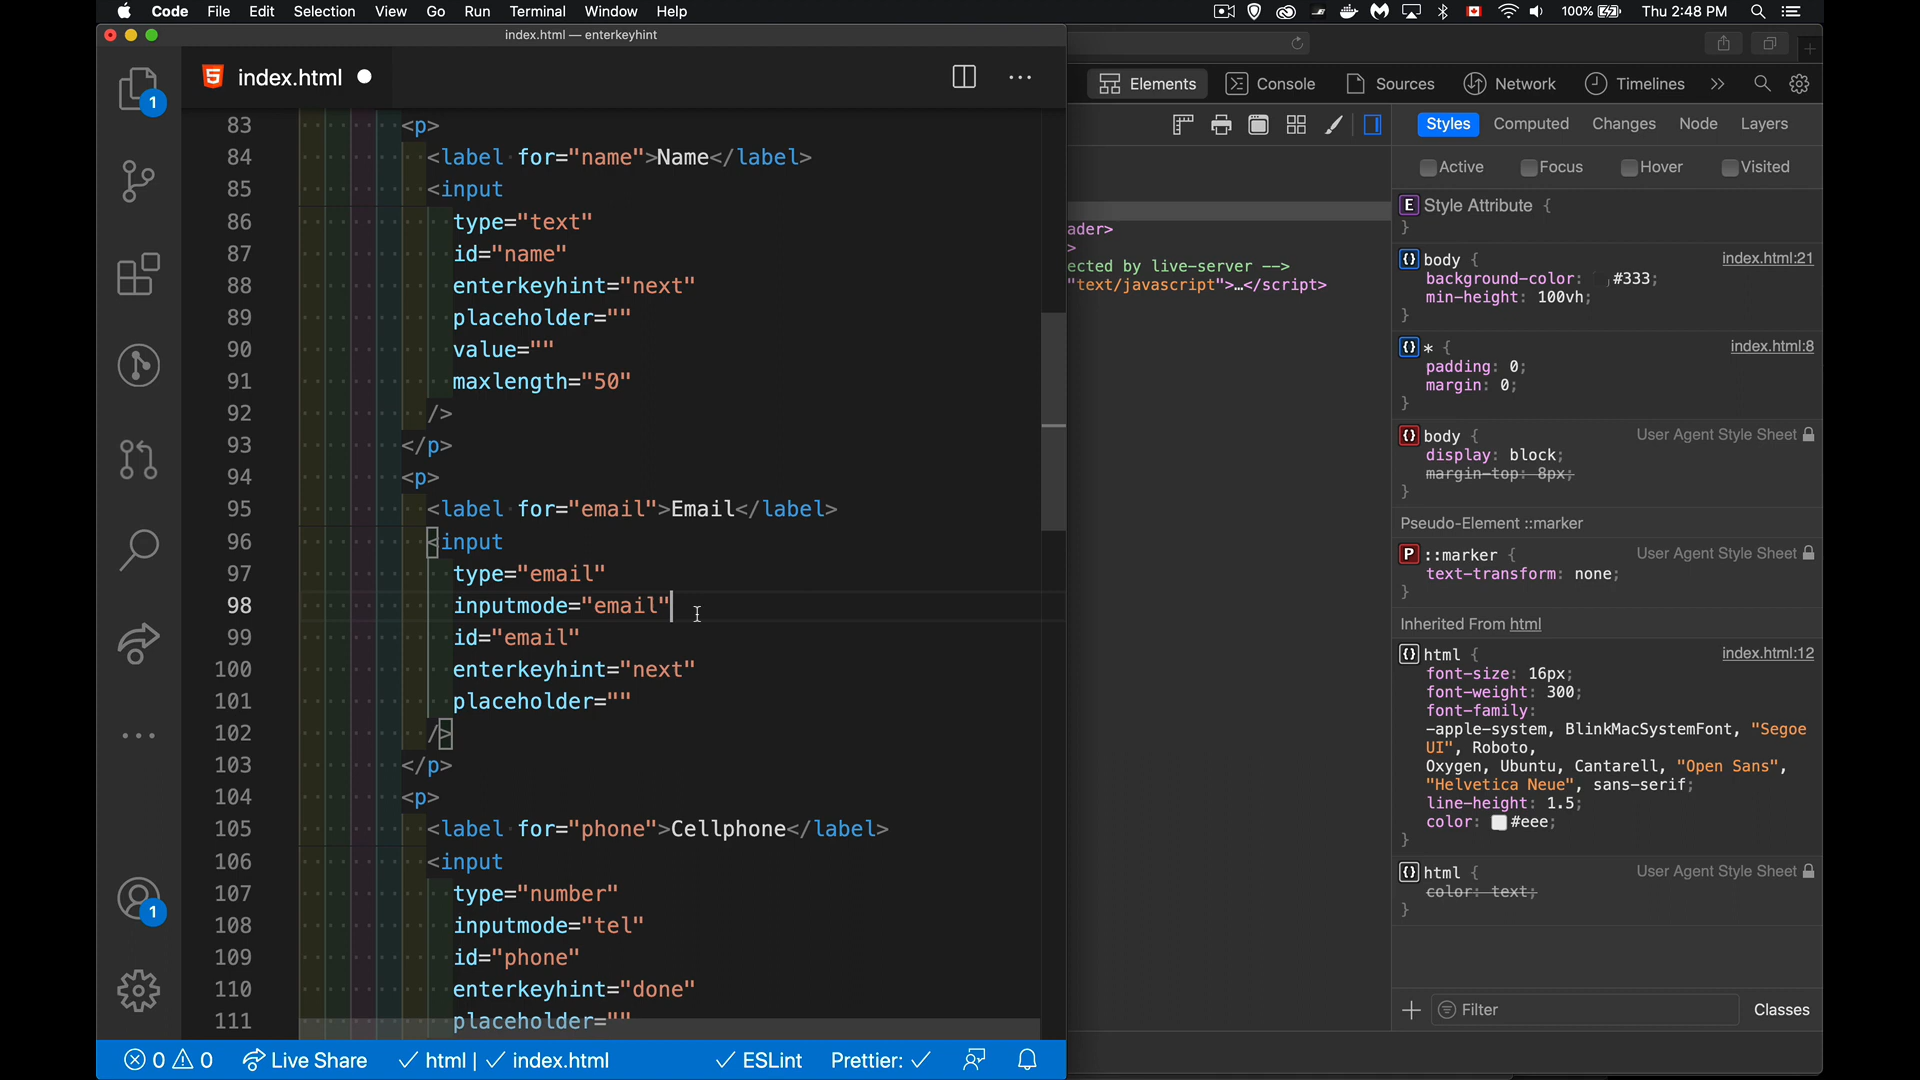 Code File Edit Selection View Go Run Terminal Window Help
100% Thu 2:48 PM
index.html — enterkeyhint
index.html
1
1
83 <p>
84 <label for="name">Name</label>
85 <input
86 type="text"
87 id="name"
88 enterkeyhint="next"
89 placeholder=""
90 value=""
91 maxlength="50"
92 />
93 </p>
94 <p>
95 <label for="email">Email</label>
96 <input
97 type="email"
98 inputmode="email"
99 id="email"
100 enterkeyhint="next"
101 placeholder=""
102 />
103 </p>
104 <p>
105 <label for="phone">Cellphone</label>
106 <input
107 type="number"
108 inputmode="tel"
109 id="phone"
110 enterkeyhint="done"
111 placeholder=""
0 0 Live Share html | index.html ESLint Prettier:
Elements Console Sources Network Timelines
ader>
>
ected by live-server -->
"text/javascript">…</script>
Styles Computed Changes Node Layers
Active Focus Hover Visited
E Style Attribute {
}
{} body { index.html:21
background-color: #333;
min-height: 100vh;
}
{} * { index.html:8
padding: 0;
margin: 0;
}
{} body { User Agent Style Sheet
display: block;
margin-top: 8px;
}
Pseudo-Element ::marker
P ::marker { User Agent Style Sheet
text-transform: none;
}
Inherited From html
{} html { index.html:12
font-size: 16px;
font-weight: 300;
font-family:
-apple-system, BlinkMacSystemFont, "Segoe
UI", Roboto,
Oxygen, Ubuntu, Cantarell, "Open Sans",
"Helvetica Neue", sans-serif;
line-height: 1.5;
color: #eee;
}
{} html { User Agent Style Sheet
color: text;
}
Filter Classes